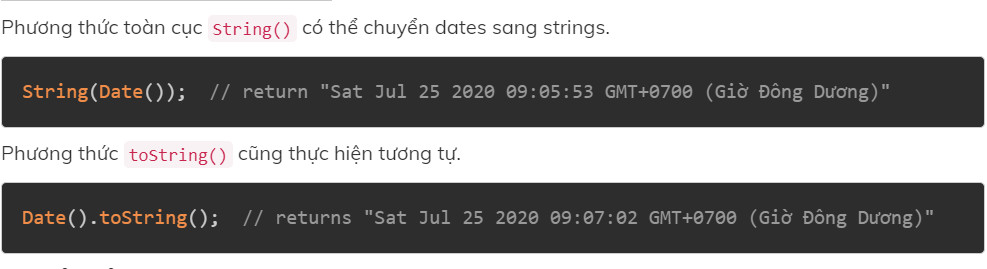 Phương thức toàn cục String() có thể chuyển dates sang strings.
String(Date());  // return "Sat Jul 25 2020 09:05:53 GMT+0700 (Giờ Đông Dương)"
Phương thức toString() cũng thực hiện tương tự.
Date().toString();  // returns "Sat Jul 25 2020 09:07:02 GMT+0700 (Giờ Đông Dương)"